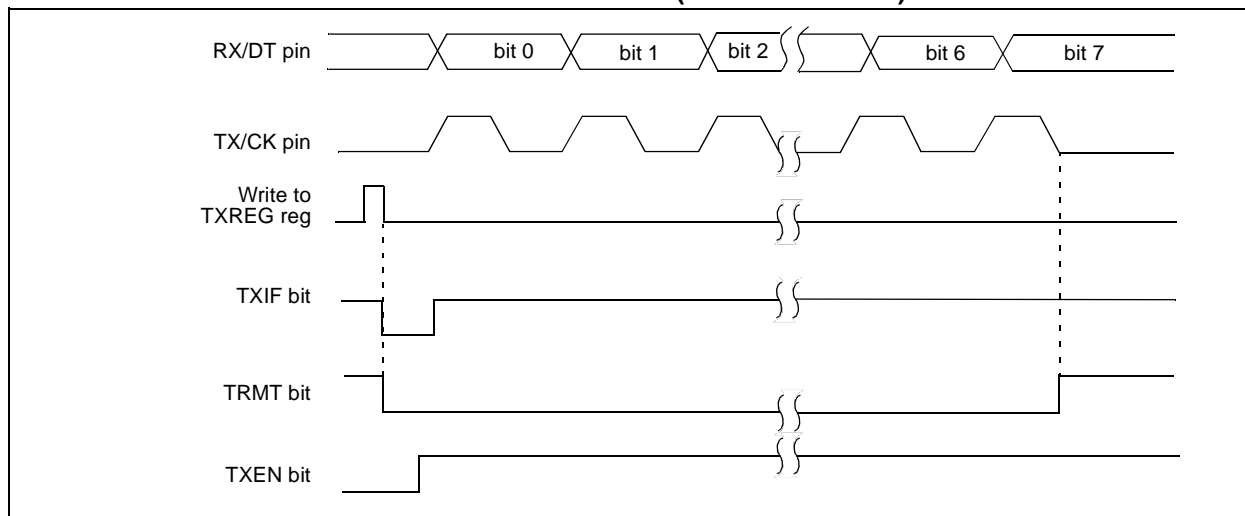 RX/DT pin
bit 0 bit 1 bit 2 bit 6 bit 7
TX/CK pin
Write to
TXREG reg
TXIF bit
TRMT bit
TXEN bit